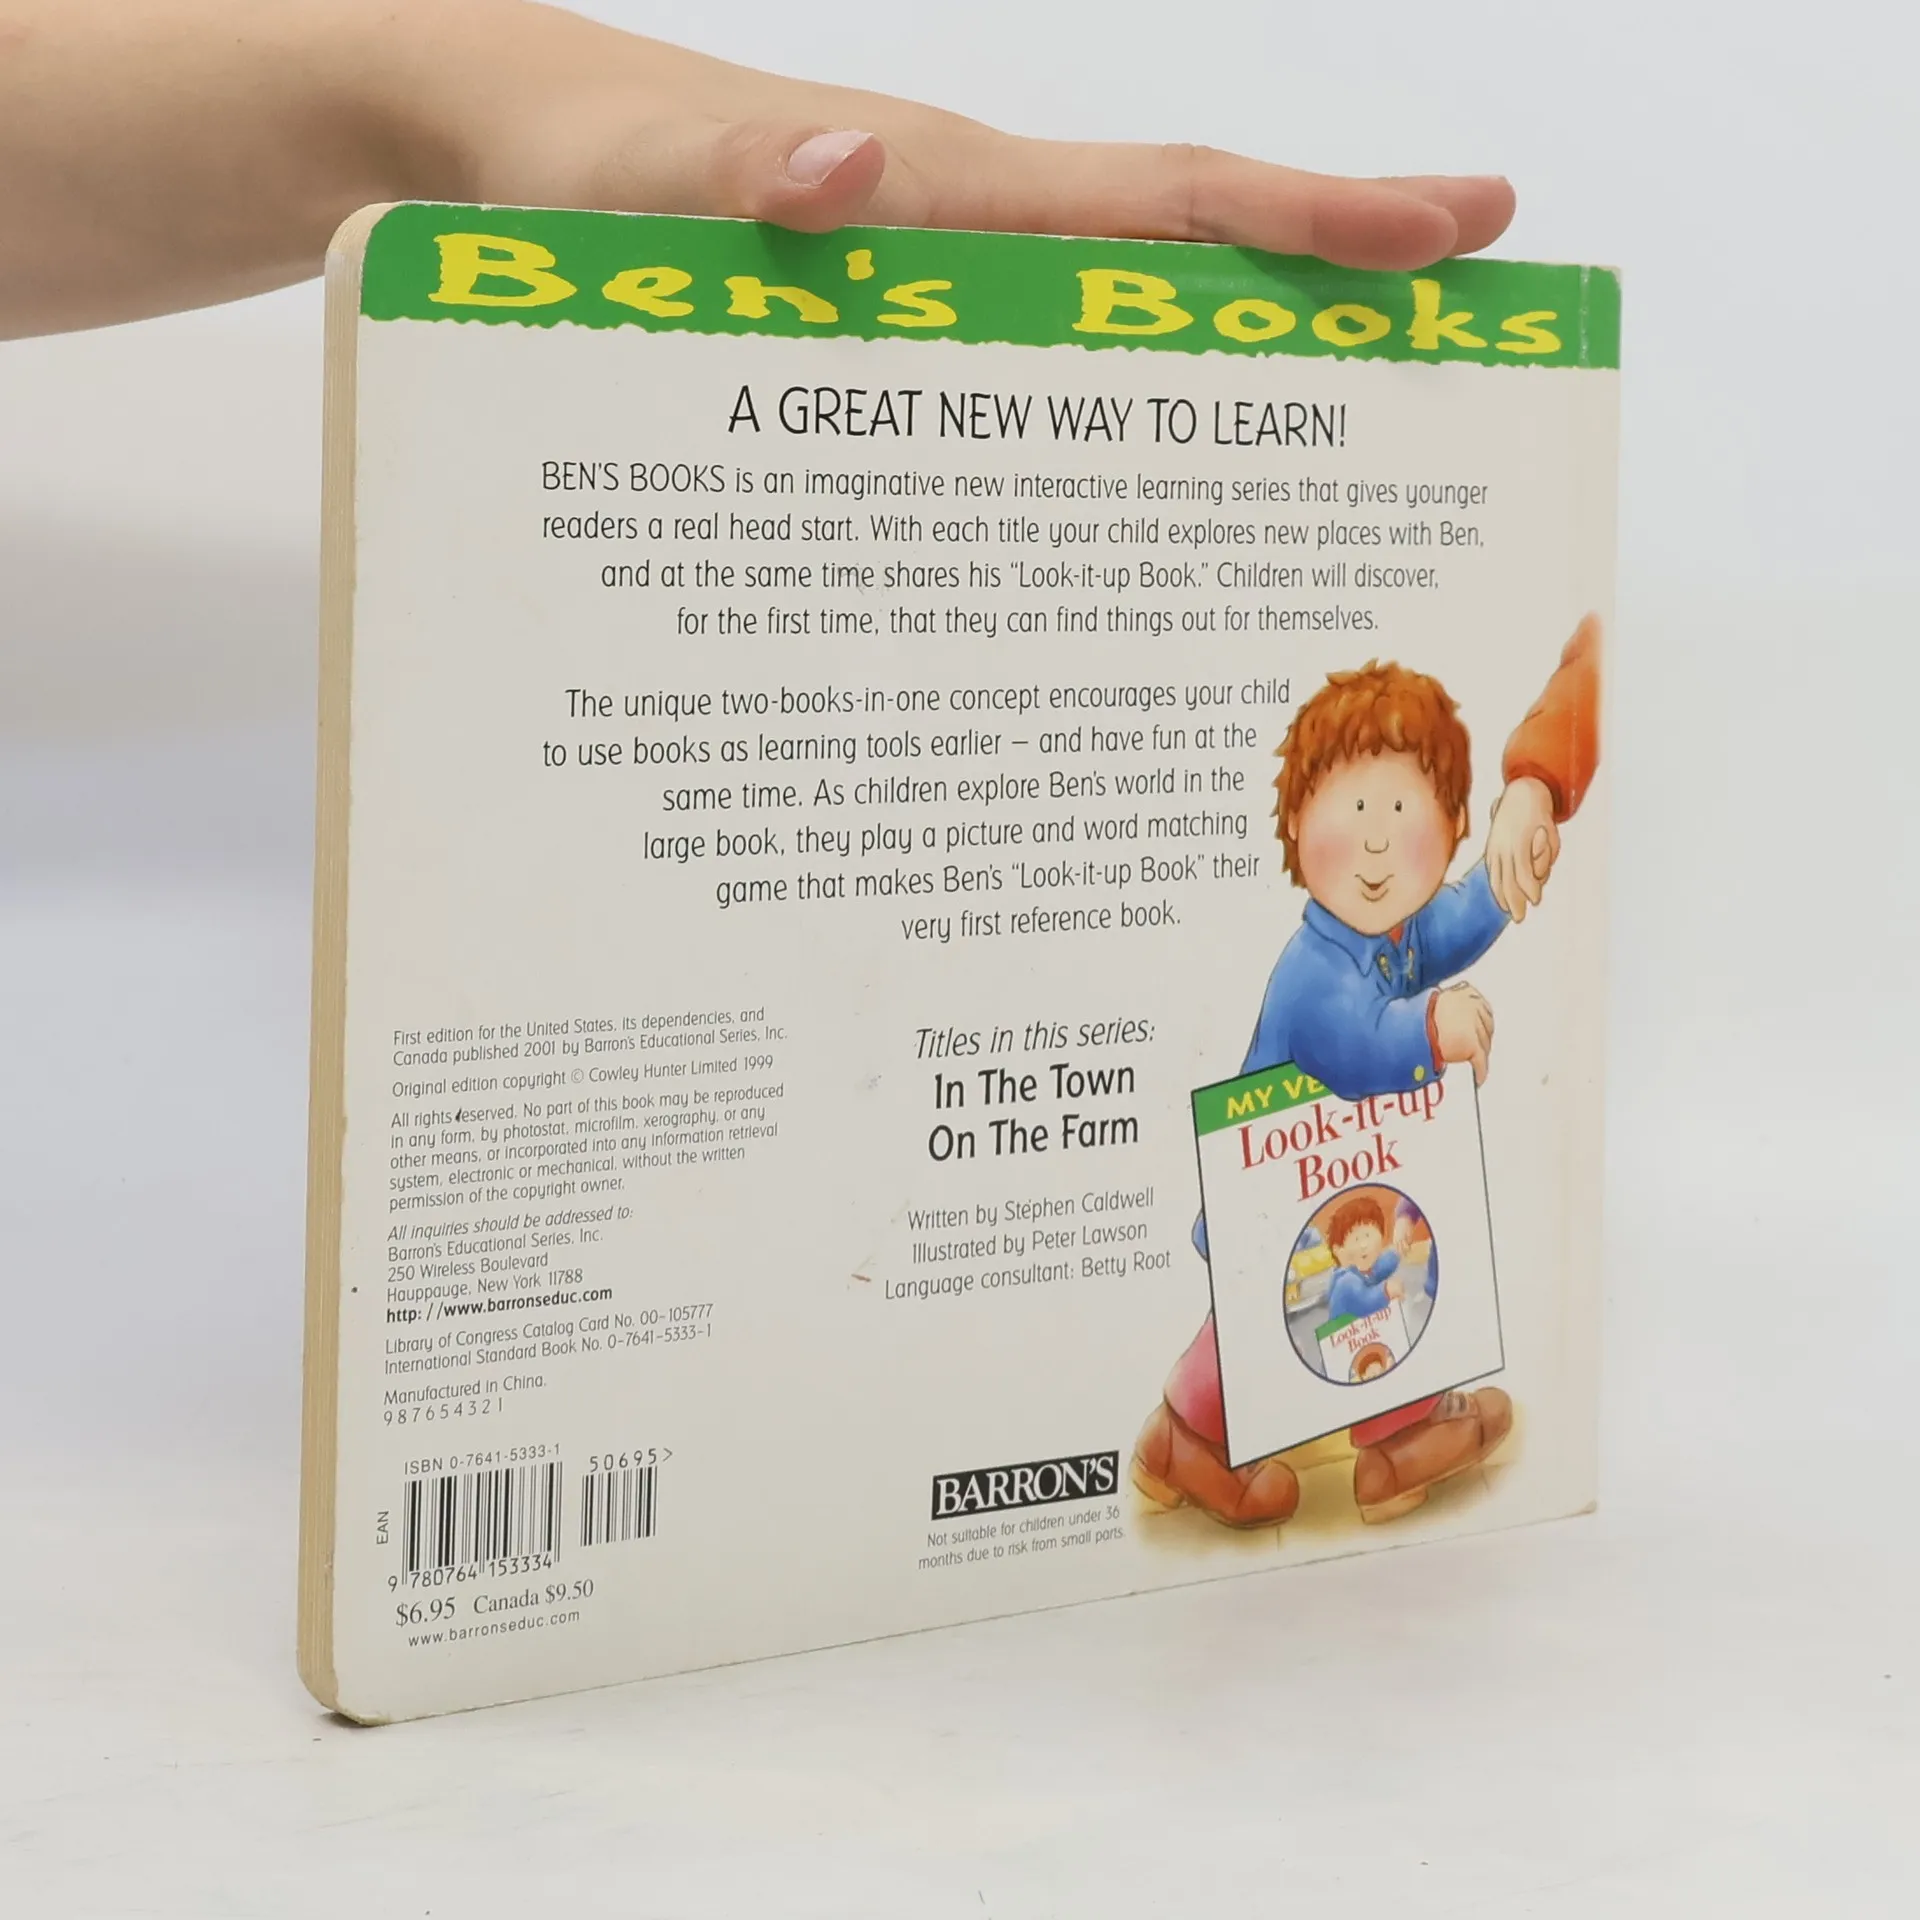 Ben's Books
A GREAT NEW WAY TO LEARN!
BEN'S BOOKS is an imaginative new interactive learning series that gives younger
readers a real head start. With each title your child explores new places with Ben,
and at the same time shares his “Look-it-up Book.” Children will discover,
for the first time, that they can find things out for themselves.
The unique two-books-in-one concept encourages your child
to use books as learning tools earlier – and have fun at the
same time. As children explore Ben's world in the
large book, they play a picture and word matching
game that makes Ben's “Look-it-up Book” their
very first reference book.
First edition for the United States, its dependencies, and
Canada published 2001 by Barron's Educational Series, Inc.
Original edition copyright © Cowley Hunter Limited 1999
All rights reserved. No part of this book may be reproduced
in any form, by photostat, microfilm, xerography, or any
other means, or incorporated into any information retrieval
system, electronic or mechanical, without the written
permission of the copyright owner.
All inquiries should be addressed to:
Barron's Educational Series, Inc.
250 Wireless Boulevard
Hauppauge, New York 11788
http: //www.barronseduc.com
Library of Congress Catalog Card No. 00-105777
International Standard Book No. 0-7641-5333-1
Manufactured in China.
9 8 7 6 5 4 3 2 1
ISBN 0-7641-5333-1
50695>
EAN
9 780764 153334
$6.95 Canada $9.50
www.barronseduc.com
Titles in this series:
In The Town
On The Farm
Written by Stephen Caldwell
Illustrated by Peter Lawson
Language consultant: Betty Root
BARRON'S
Not suitable for children under 36
months due to risk from small parts.
MY VE
Look-it-up
Book
Look-it-up
Book